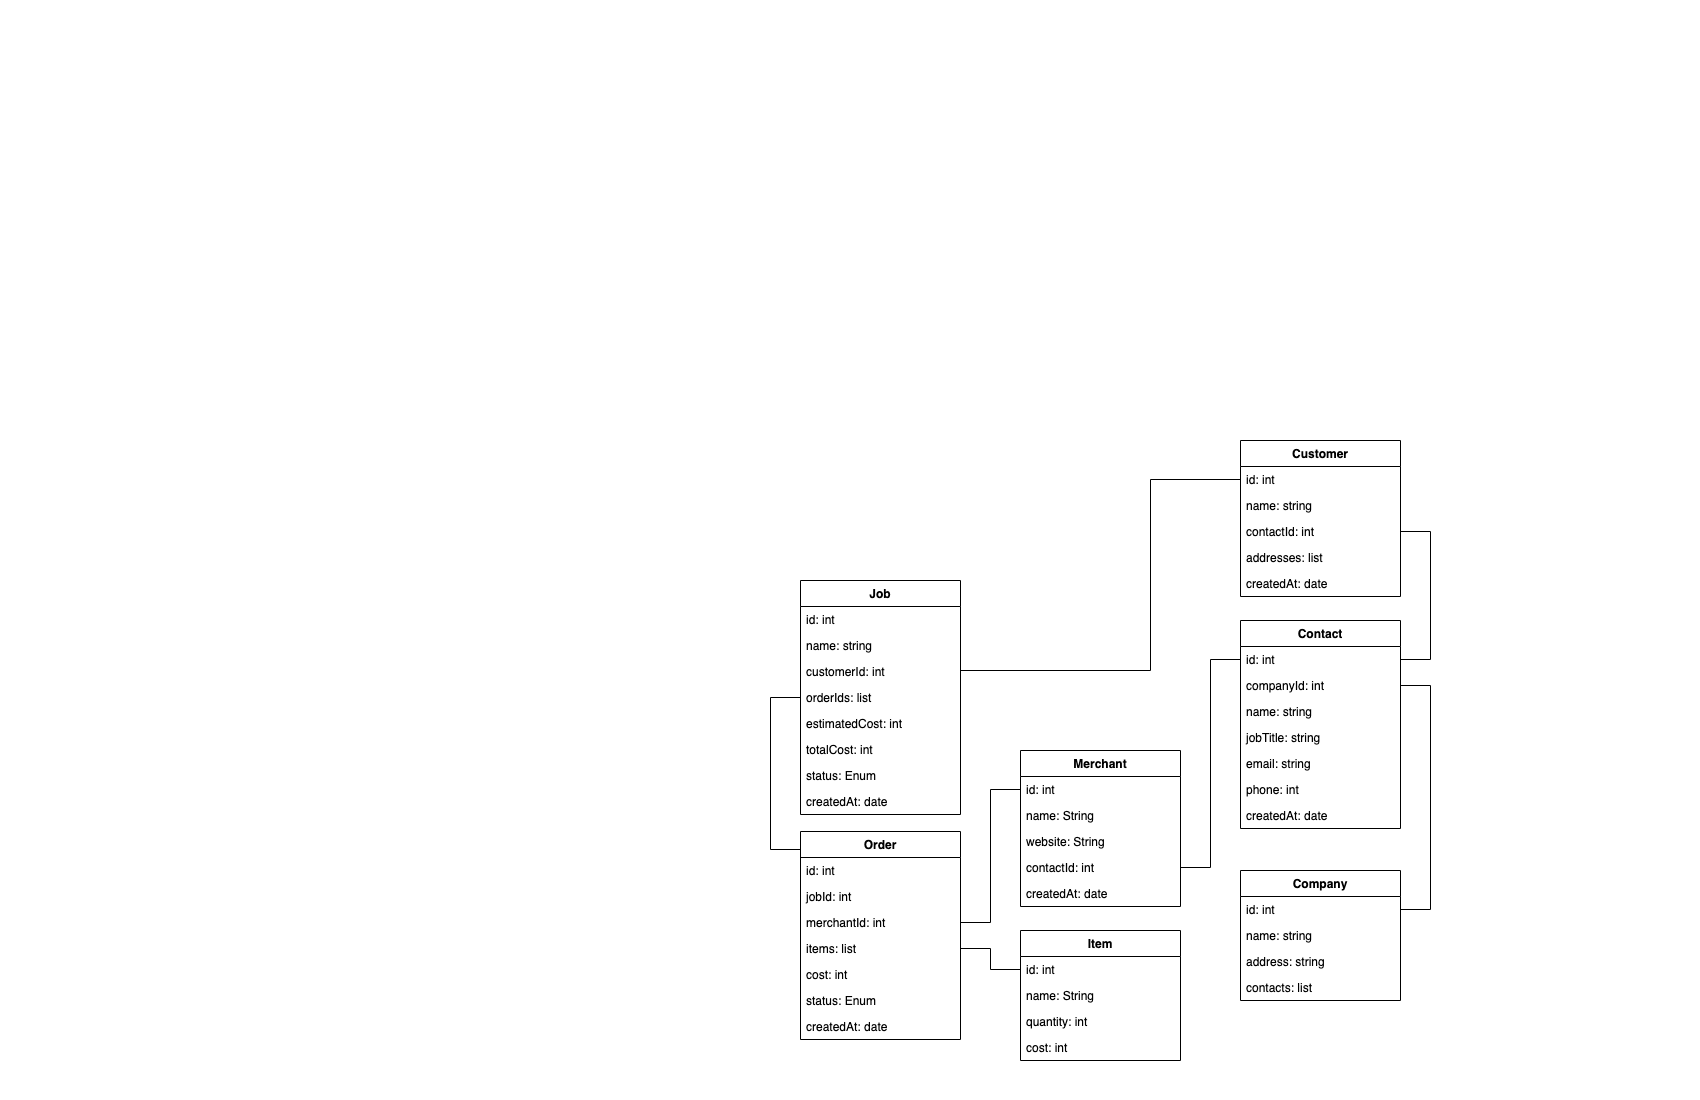 Customer
id: int
name: string
contactId: int
addresses: list
createdAt: date
Job
id: int
name: string
customerId: int
orderIds: list
estimatedCost: int
totalCost: int
status: Enum
createdAt: date
Contact
id: int
companyId: int
name: string
jobTitle: string
email: string
phone: int
createdAt: date
Merchant
id: int
name: String
website: String
contactId: int
createdAt: date
Order
id: int
jobId: int
merchantId: int
items: list
cost: int
status: Enum
createdAt: date
Item
id: int
name: String
quantity: int
cost: int
Company
id: int
name: string
address: string
contacts: list